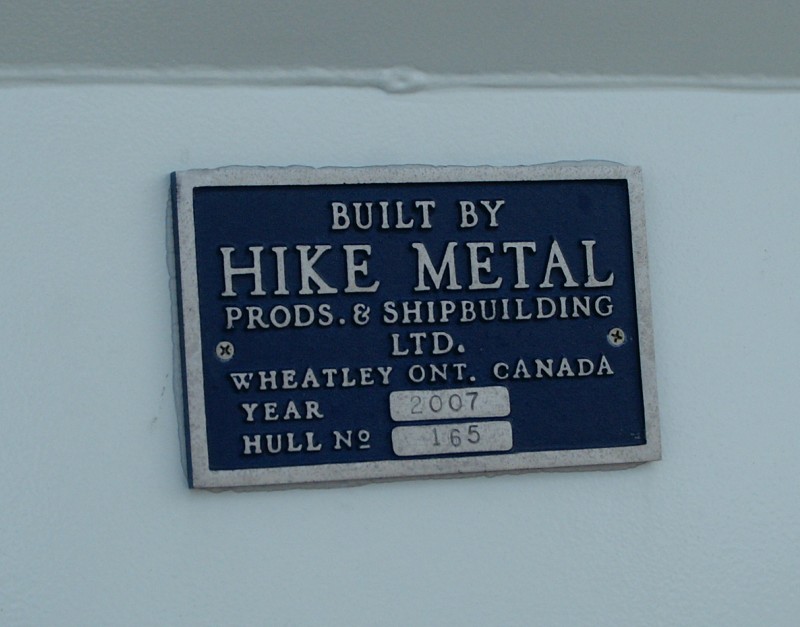 BUILT BY
HIKE METAL
PRODS. & SHIPBUILDING
LTD.
WHEATLEY ONT. CANADA
YEAR 2007
HULL Nº 165